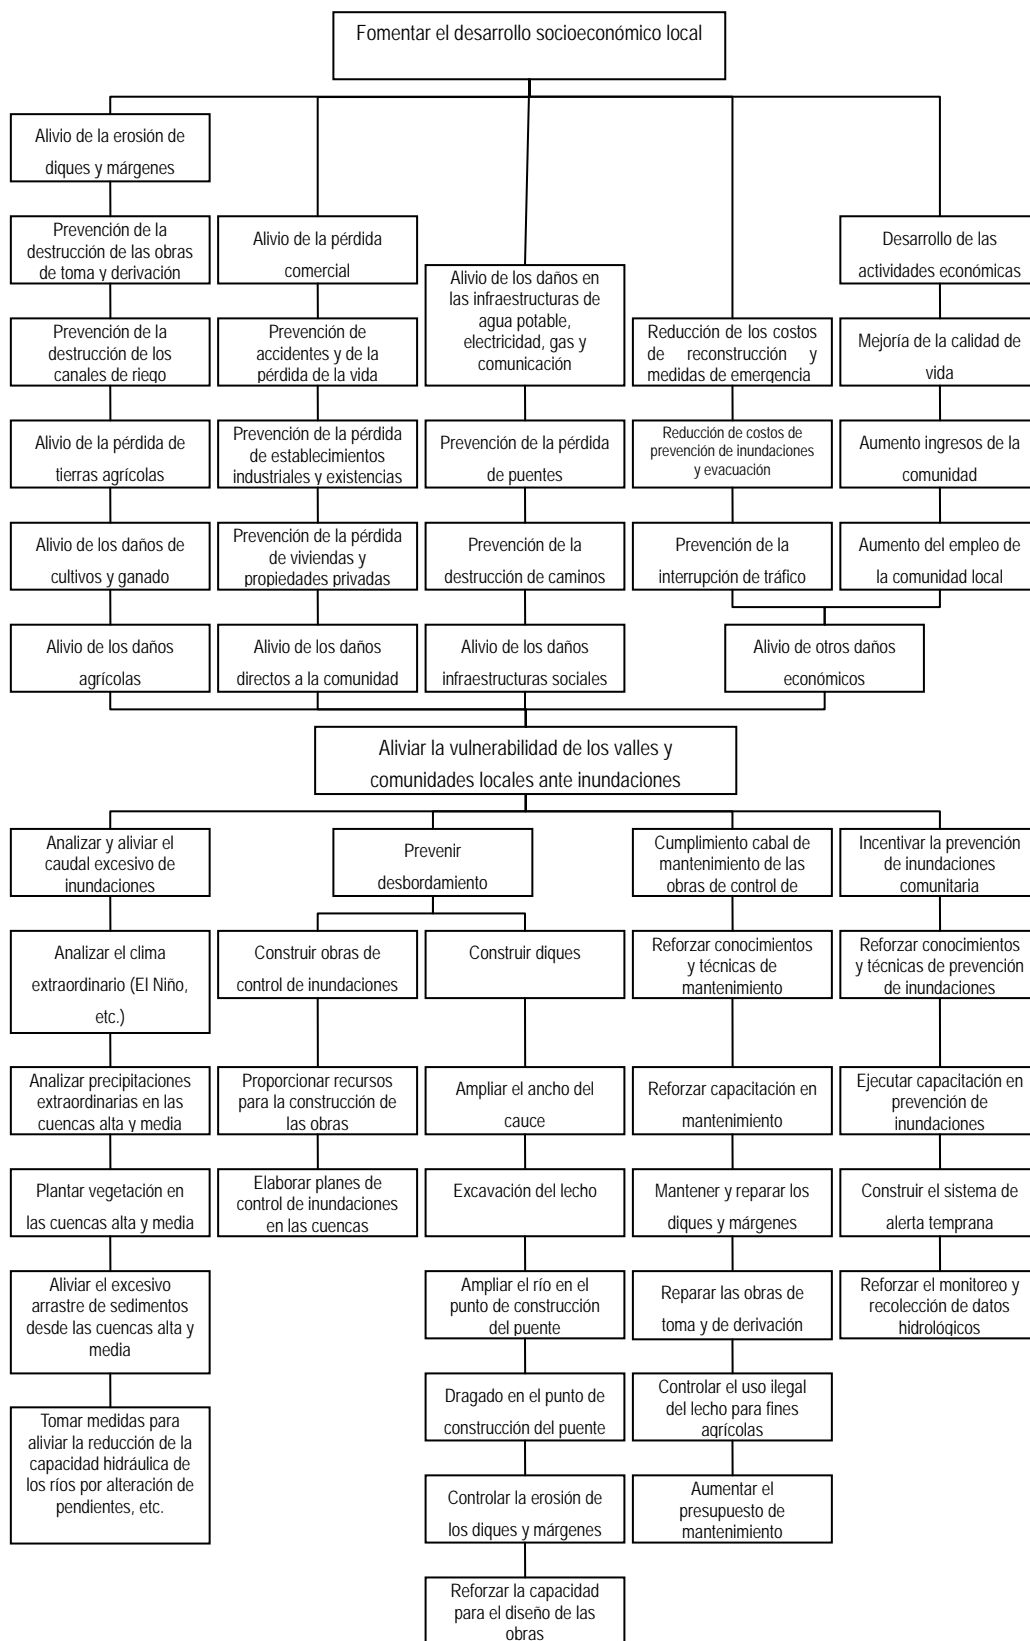 Fomentar el desarrollo socioeconómico local
Alivio de la erosión de
diques y márgenes
Prevención de la
destrucción de las obras
de toma y derivación
Alivio de la pérdida
comercial
Desarrollo de las
actividades económicas
Alivio de los daños en
las infraestructuras de
agua potable,
electricidad, gas y
comunicación
Prevención de la
destrucción de los
canales de riego
Prevención de
accidentes y de la
pérdida de la vida
Reducción de los costos
de reconstrucción y
medidas de emergencia
Mejoría de la calidad de
vida
Alivio de la pérdida de
tierras agrícolas
Prevención de la pérdida
de establecimientos
industriales y existencias
Prevención de la pérdida
de puentes
Reducción de costos de
prevención de inundaciones
y evacuación
Aumento ingresos de la
comunidad
Alivio de los daños de
cultivos y ganado
Prevención de la pérdida
de viviendas y
propiedades privadas
Prevención de la
destrucción de caminos
Prevención de la
interrupción de tráfico
Aumento del empleo de
la comunidad local
Alivio de los daños
agrícolas
Alivio de los daños
directos a la comunidad
Alivio de los daños
infraestructuras sociales
Alivio de otros daños
económicos
Aliviar la vulnerabilidad de los valles y
comunidades locales ante inundaciones
Analizar y aliviar el
caudal excesivo de
inundaciones
Prevenir
desbordamiento
Cumplimiento cabal de
mantenimiento de las
obras de control de
Incentivar la prevención
de inundaciones
comunitaria
Analizar el clima
extraordinario (El Niño,
etc.)
Construir obras de
control de inundaciones
Construir diques
Reforzar conocimientos
y técnicas de
mantenimiento
Reforzar conocimientos
y técnicas de prevención
de inundaciones
Analizar precipitaciones
extraordinarias en las
cuencas alta y media
Proporcionar recursos
para la construcción de
las obras
Ampliar el ancho del
cauce
Reforzar capacitación en
mantenimiento
Ejecutar capacitación en
prevención de
inundaciones
Plantar vegetación en
las cuencas alta y media
Elaborar planes de
control de inundaciones
en las cuencas
Excavación del lecho
Mantener y reparar los
diques y márgenes
Construir el sistema de
alerta temprana
Aliviar el excesivo
arrastre de sedimentos
desde las cuencas alta y
media
Ampliar el río en el
punto de construcción
del puente
Reparar las obras de
toma y de derivación
Reforzar el monitoreo y
recolección de datos
hidrológicos
Tomar medidas para
aliviar la reducción de la
capacidad hidráulica de
los ríos por alteración de
pendientes, etc.
Dragado en el punto de
construcción del puente
Controlar el uso ilegal
del lecho para fines
agrícolas
Controlar la erosión de
los diques y márgenes
Aumentar el
presupuesto de
mantenimiento
Reforzar la capacidad
para el diseño de las
obras